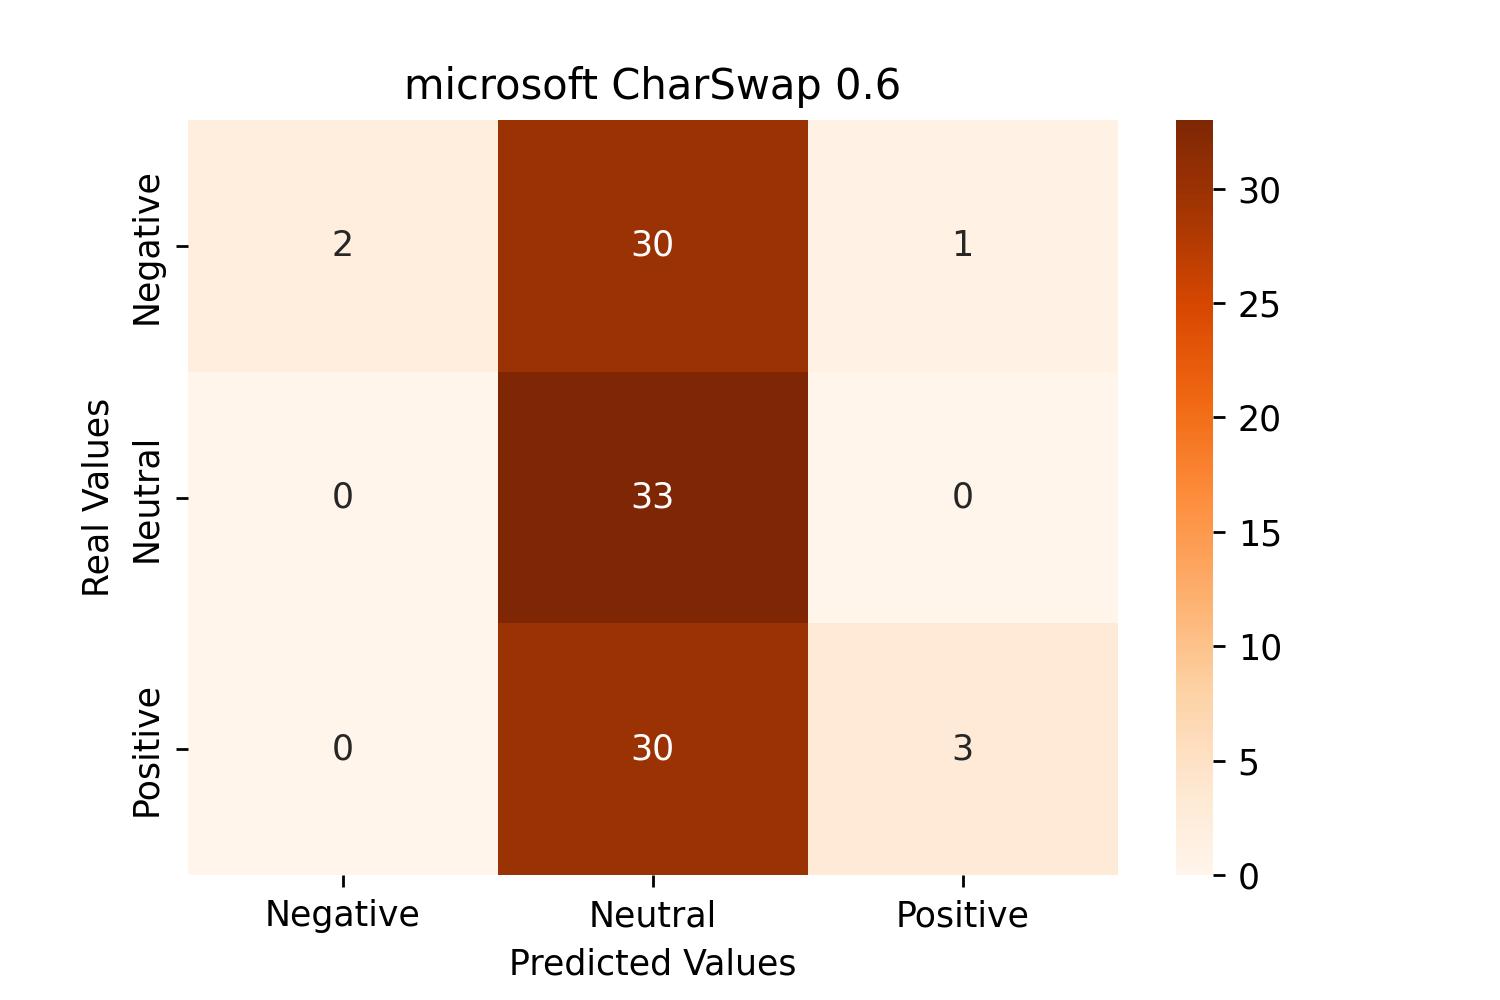 microsoft CharSwap 0.6
Real Values
Negative
2 30 1
Neutral
0 33 0
Positive
0 30 3
Negative Neutral Positive
Predicted Values
30
25
20
15
10
5
0